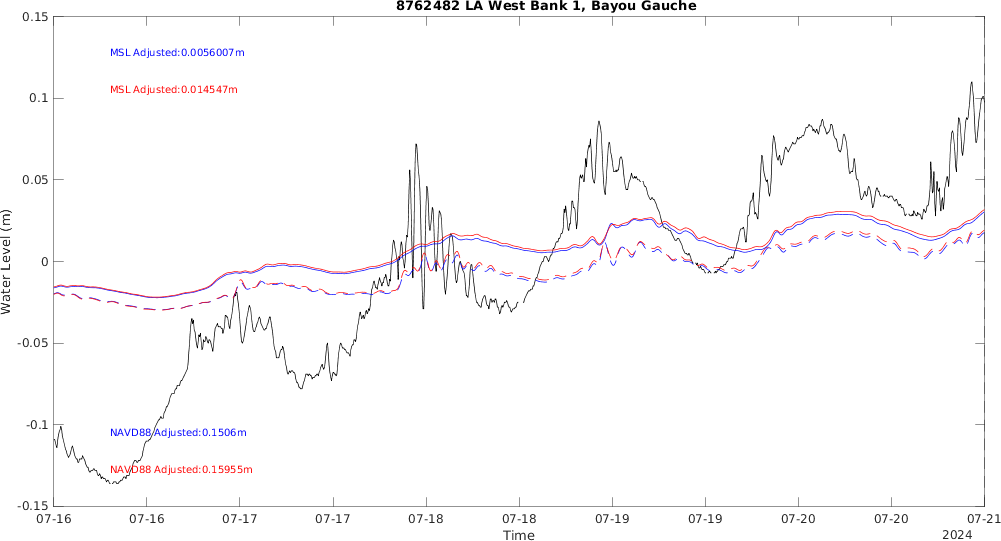 8762482 LA West Bank 1, Bayou Gauche
0.15
MSL Adjusted:0.0056007m
MSL Adjusted:0.014547m
0.1
0.05
0
-0.05
-0.1
-0.15
Water Level (m)
NAVD88 Adjusted:0.1506m
NAVD88 Adjusted:0.15955m
07-16 07-16 07-17 07-17 07-18 07-18 07-19 07-19 07-20 07-20 07-21
Time
2024